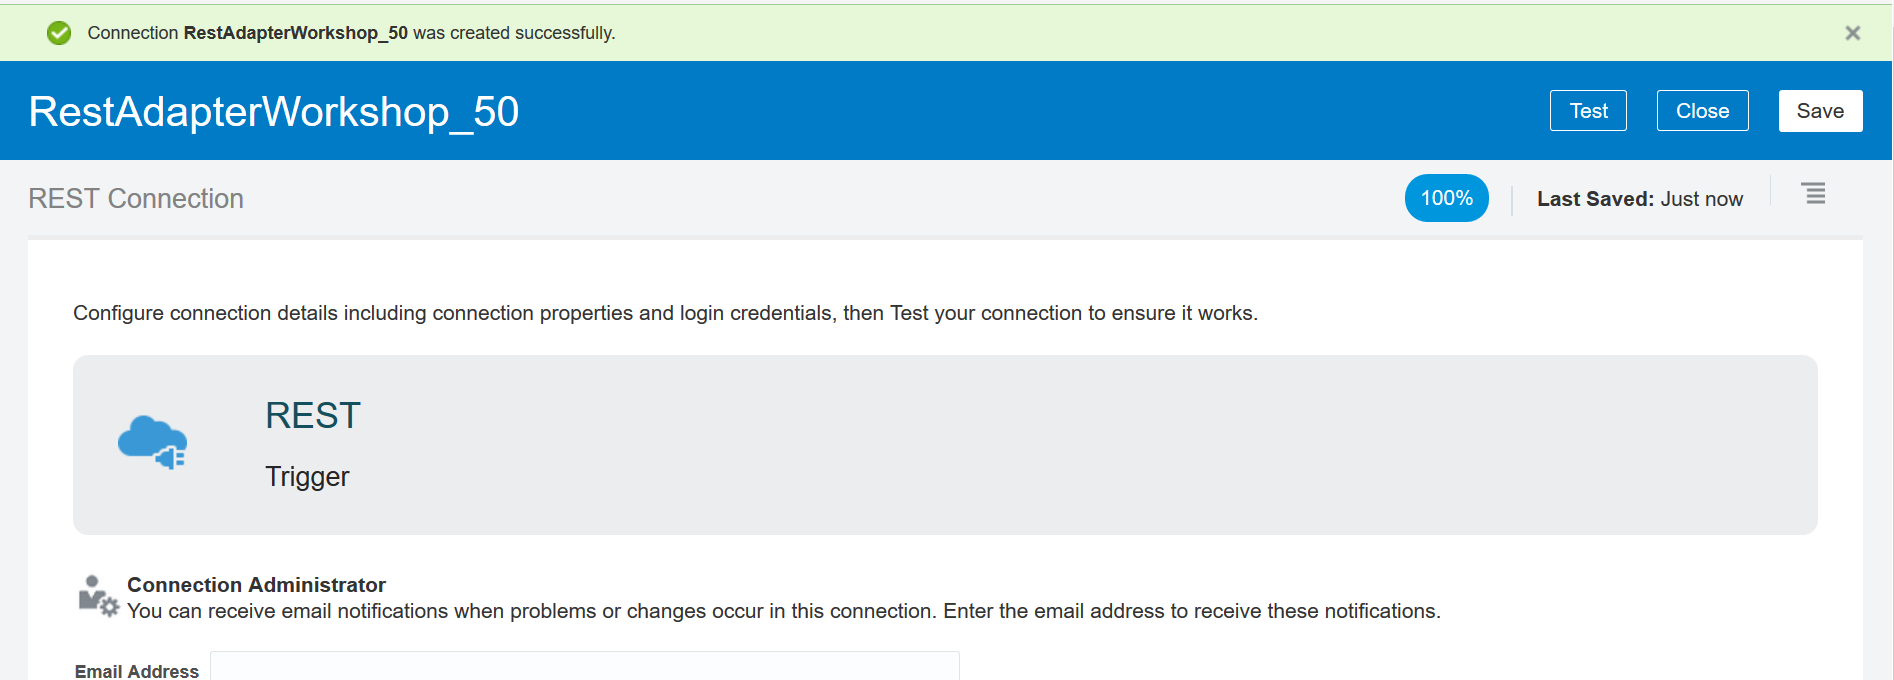 Connection RestAdapterWorkshop_50 was created successfully.
RestAdapterWorkshop_50
Test
Close
Save
REST Connection
100%
Last Saved: Just now
Configure connection details including connection properties and login credentials, then Test your connection to ensure it works.
REST
Trigger
Connection Administrator
You can receive email notifications when problems or changes occur in this connection. Enter the email address to receive these notifications.
Email Address